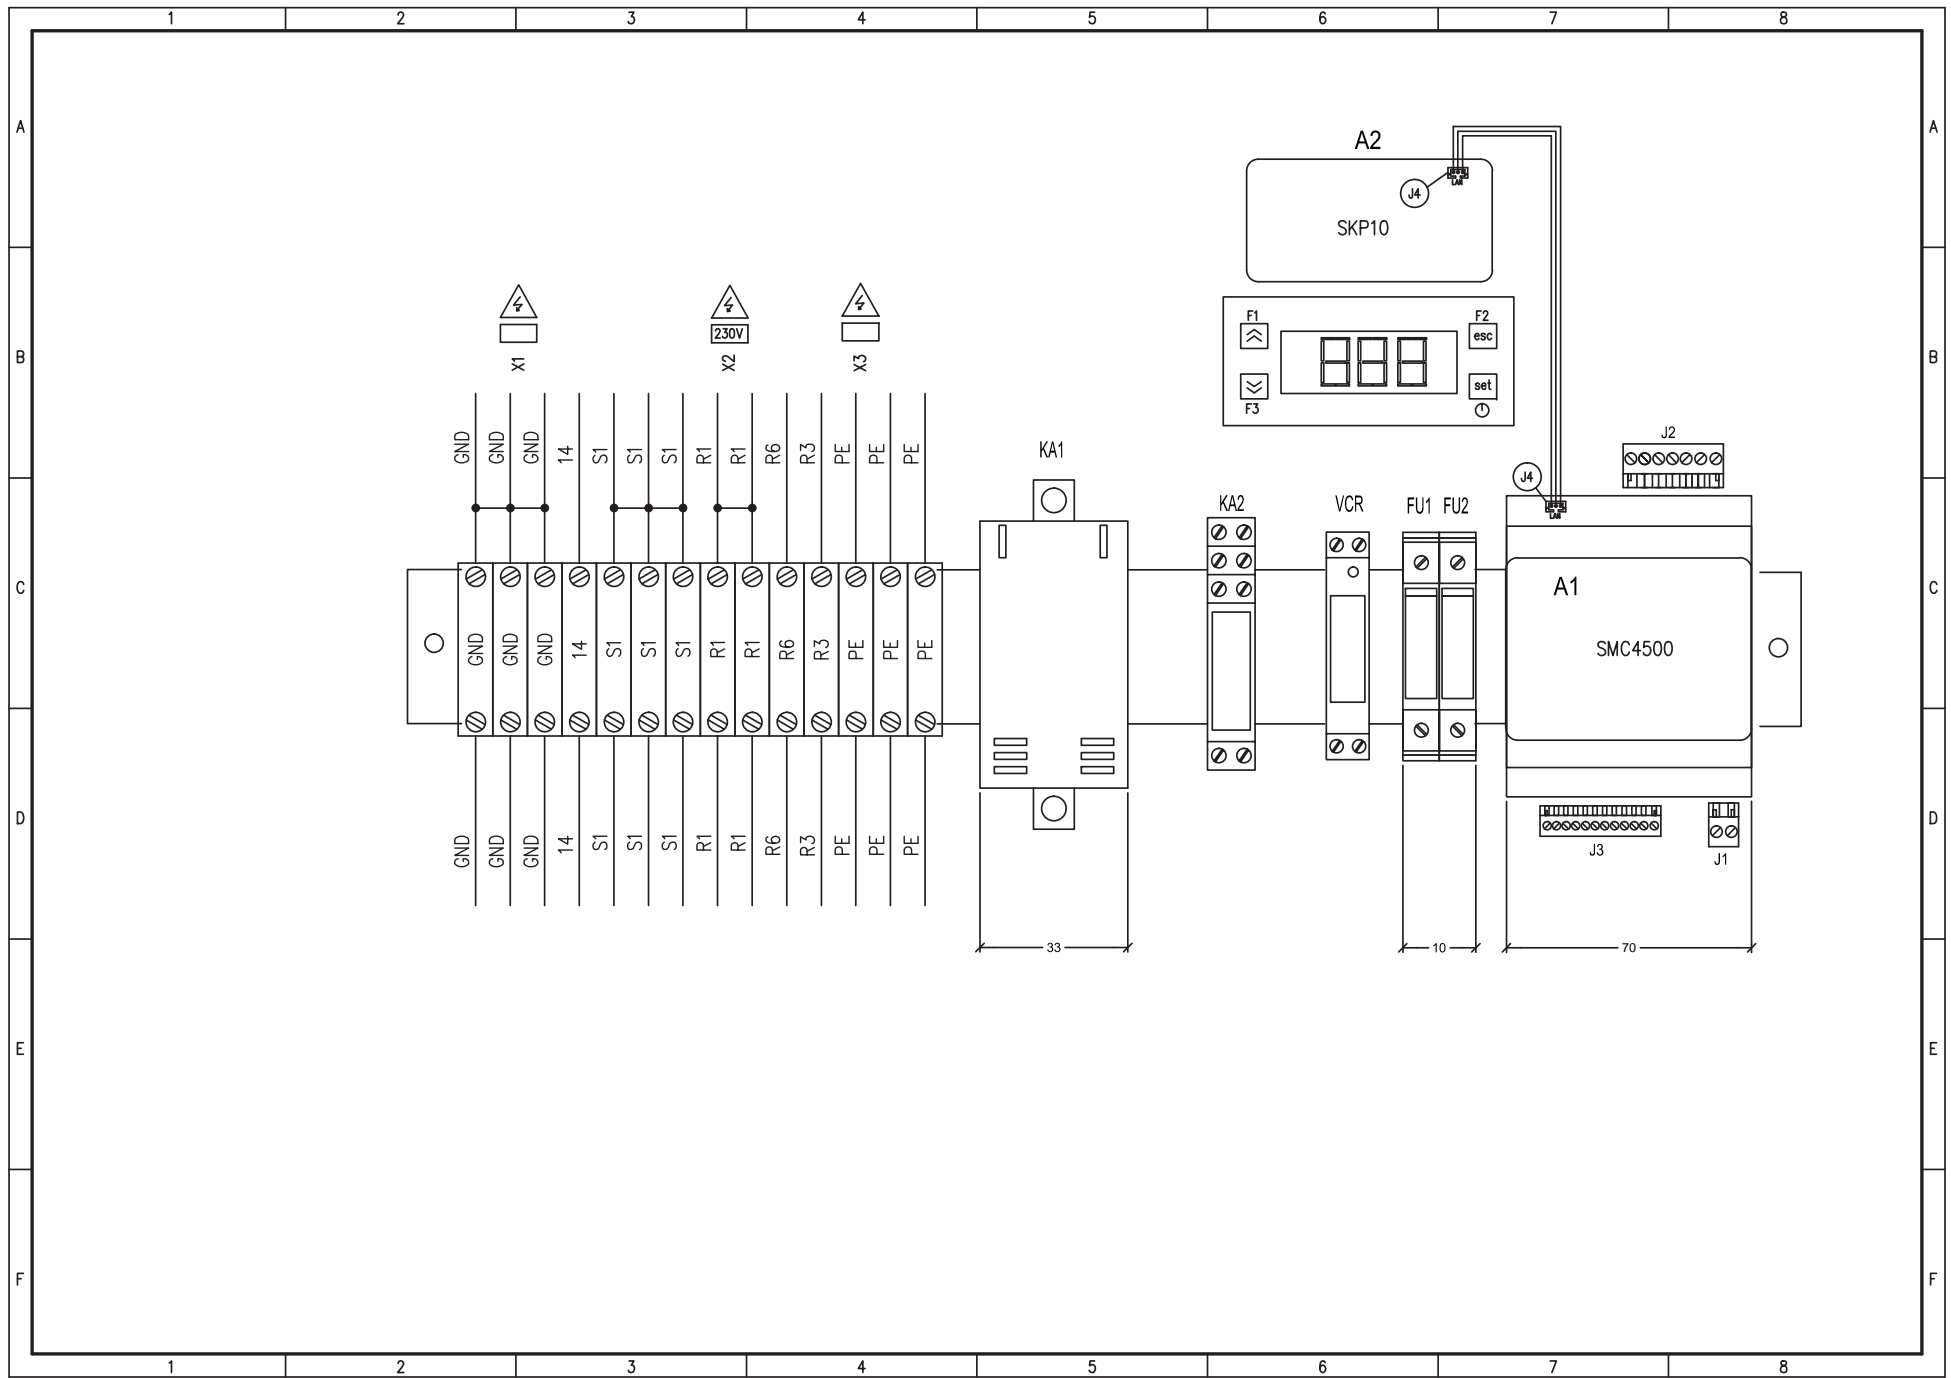 1 2 3 4 5 6 7 8
A A
A2
J4
LAN
SKP10
F1 F2
esc
230V
B B
X1 X2 X3
set
F3
GND GND GND 14 S1 S1 S1 R1 R1 R6 R3 PE PE PE
KA1
J2
J4
KA2 VCR FU1 FU2
LAN
C C
A1
GND GND GND 14 S1 S1 S1 R1 R1 R6 R3 PE PE PE
SMC4500
D D
GND GND GND 14 S1 S1 S1 R1 R1 R6 R3 PE PE PE
J3 J1
33 10 70
E E
F F
1 2 3 4 5 6 7 8